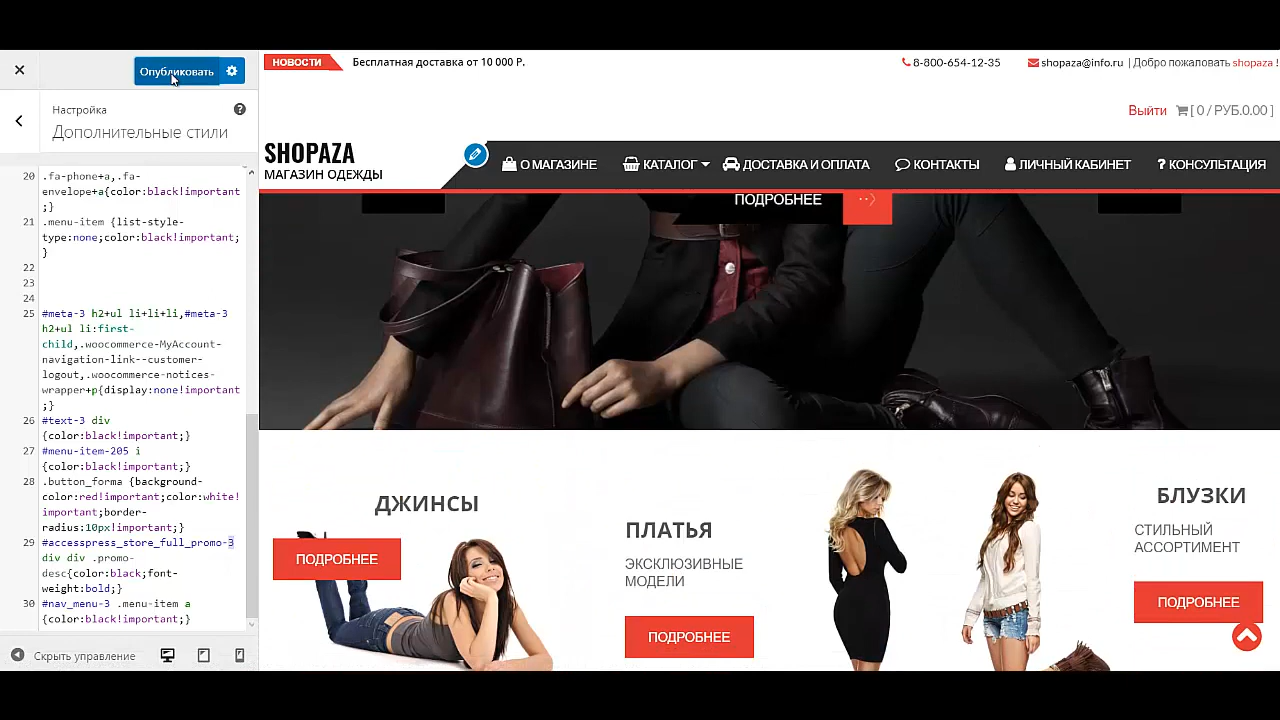 Опубликовать
Настройка
Дополнительные стили
20 .fa-phone+a,.fa-
envelope+a{color:black!important
;}
21 .menu-item {list-style-
type:none;color:black!important;
}
22
23
24
25 #meta-3 h2+ul li+li+li,#meta-3
h2+ul li:first-
child,.woocommerce-MyAccount-
navigation-link--customer-
logout,.woocommerce-notices-
wrapper+p{display:none!important
;}
26 #text-3 div
{color:black!important;}
27 #menu-item-205 i
{color:black!important;}
28 .button_forma {background-
color:red!important;color:white!
important;border-
radius:10px!important;}
29 #accesspress_store_full_promo-3
div div .promo-
desc{color:black;font-
weight:bold;}
30 #nav_menu-3 .menu-item a
{color:black!important;}
Скрыть управление
НОВОСТИ Бесплатная доставка от 10 000 Р.
8-800-654-12-35 shopaza@info.ru | Добро пожаловать shopaza !
Выйти [ 0 / РУБ.0.00 ]
SHOPAZA
МАГАЗИН ОДЕЖДЫ
О МАГАЗИНЕ КАТАЛОГ ДОСТАВКА И ОПЛАТА КОНТАКТЫ ЛИЧНЫЙ КАБИНЕТ ? КОНСУЛЬТАЦИЯ
ПОДРОБНЕЕ
ДЖИНСЫ
ПОДРОБНЕЕ
ПЛАТЬЯ
ЭКСКЛЮЗИВНЫЕ
МОДЕЛИ
ПОДРОБНЕЕ
БЛУЗКИ
СТИЛЬНЫЙ
АССОРТИМЕНТ
ПОДРОБНЕЕ